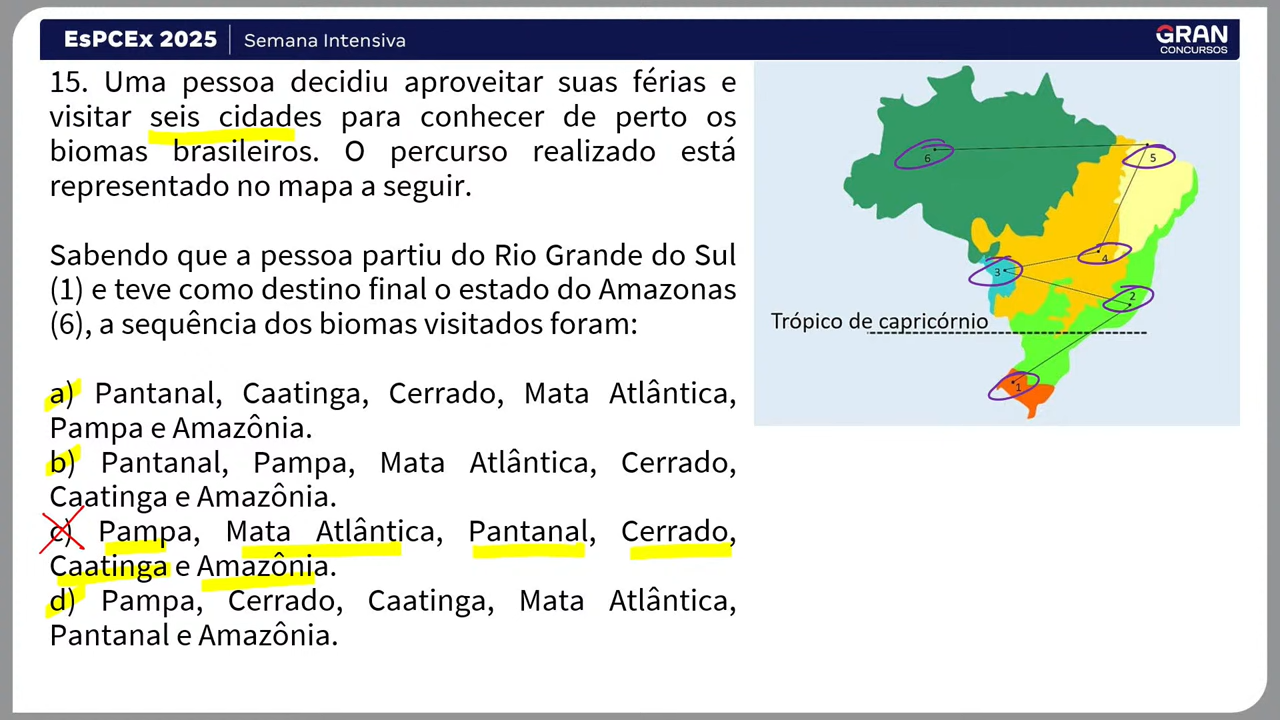 EsPCEx 2025 | Semana Intensiva
GRAN
CONCURSOS
15. Uma pessoa decidiu aproveitar suas férias e
visitar seis cidades para conhecer de perto os
biomas brasileiros. O percurso realizado está
representado no mapa a seguir.
Sabendo que a pessoa partiu do Rio Grande do Sul
(1) e teve como destino final o estado do Amazonas
(6), a sequência dos biomas visitados foram:
a) Pantanal, Caatinga, Cerrado, Mata Atlântica,
Pampa e Amazônia.
b) Pantanal, Pampa, Mata Atlântica, Cerrado,
Caatinga e Amazônia.
c) Pampa, Mata Atlântica, Pantanal, Cerrado,
Caatinga e Amazônia.
d) Pampa, Cerrado, Caatinga, Mata Atlântica,
Pantanal e Amazônia.
6
5
4
3
2
Trópico de capricórnio
1